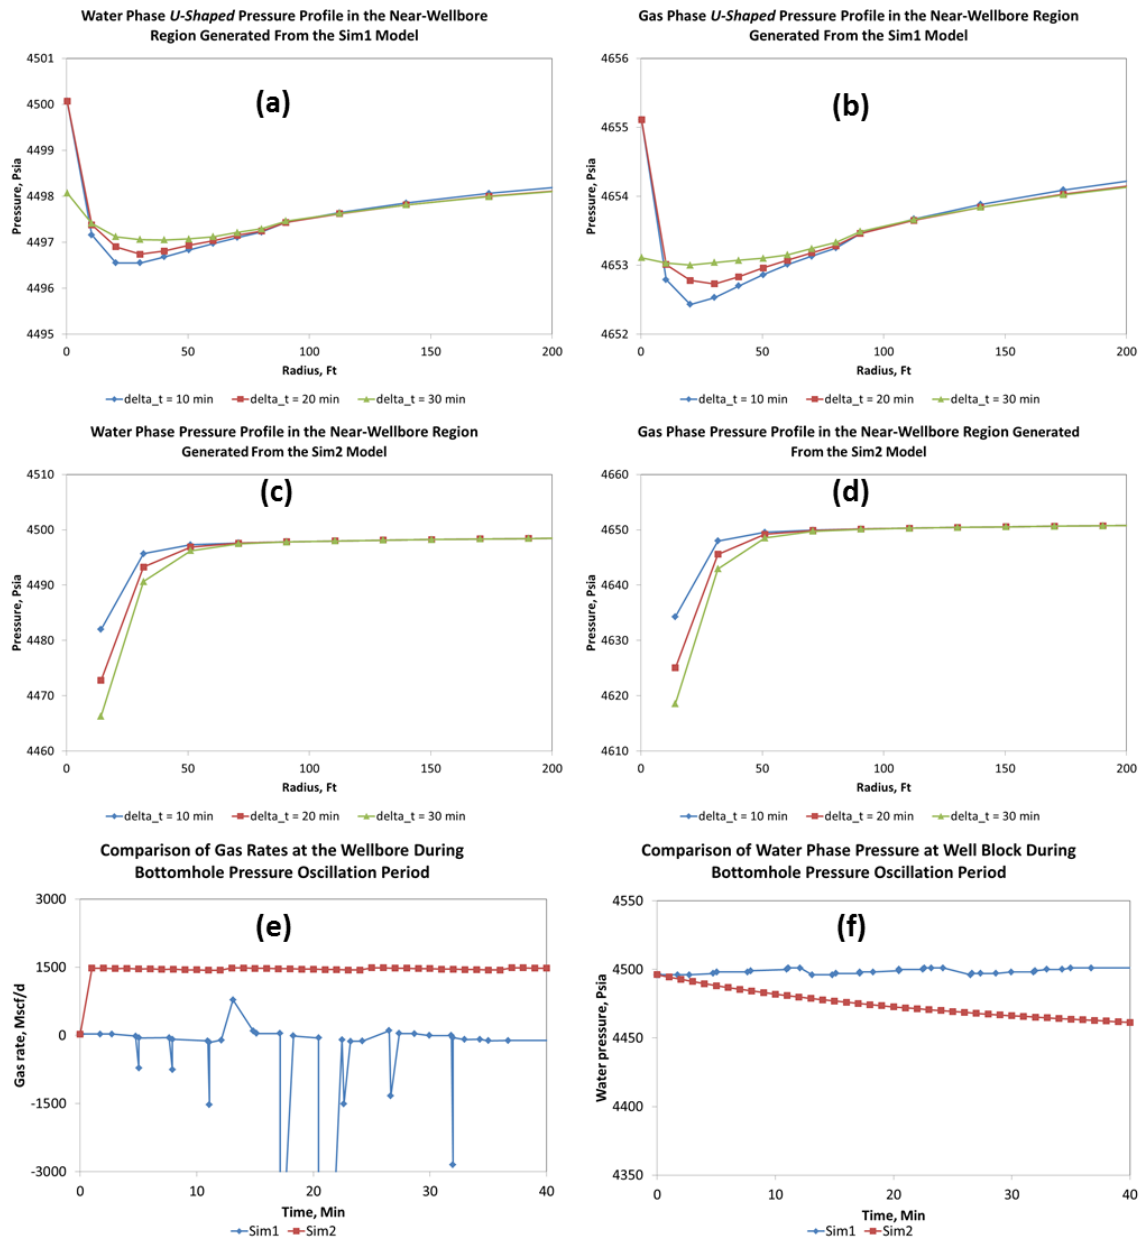 Water Phase U-Shaped Pressure Profile in the Near-Wellbore
Region Generated From the Sim1 Model
4501
4500
4499
4498
4497
4496
4495
Pressure, Psia
(a)
0
50
100
150
200
Radius, Ft
delta_t = 10 min
delta_t = 20 min
delta_t = 30 min
Gas Phase U-Shaped Pressure Profile in the Near-Wellbore Region
Generated From the Sim1 Model
4656
4655
4654
4653
4652
Pressure, Psia
(b)
0
50
100
150
200
Radius, Ft
delta_t = 10 min
delta_t = 20 min
delta_t = 30 min
Water Phase Pressure Profile in the Near-Wellbore Region
Generated From the Sim2 Model
4510
4500
4490
4480
4470
4460
Pressure, Psia
(c)
0
50
100
150
200
Radius, Ft
delta_t = 10 min
delta_t = 20 min
delta_t = 30 min
Gas Phase Pressure Profile in the Near-Wellbore Region Generated
From the Sim2 Model
4660
4650
4640
4630
4620
4610
Pressure, Psia
(d)
0
50
100
150
200
Radius, Ft
delta_t = 10 min
delta_t = 20 min
delta_t = 30 min
Comparison of Gas Rates at the Wellbore During
Bottomhole Pressure Oscillation Period
3000
1500
0
-1500
-3000
Gas rate, Mscf/d
(e)
0
10
20
30
40
Time, Min
Sim1
Sim2
Comparison of Water Phase Pressure at Well Block During
Bottomhole Pressure Oscillation Period
4550
4500
4450
4400
4350
Water pressure, Psia
(f)
0
10
20
30
40
Time, Min
Sim1
Sim2